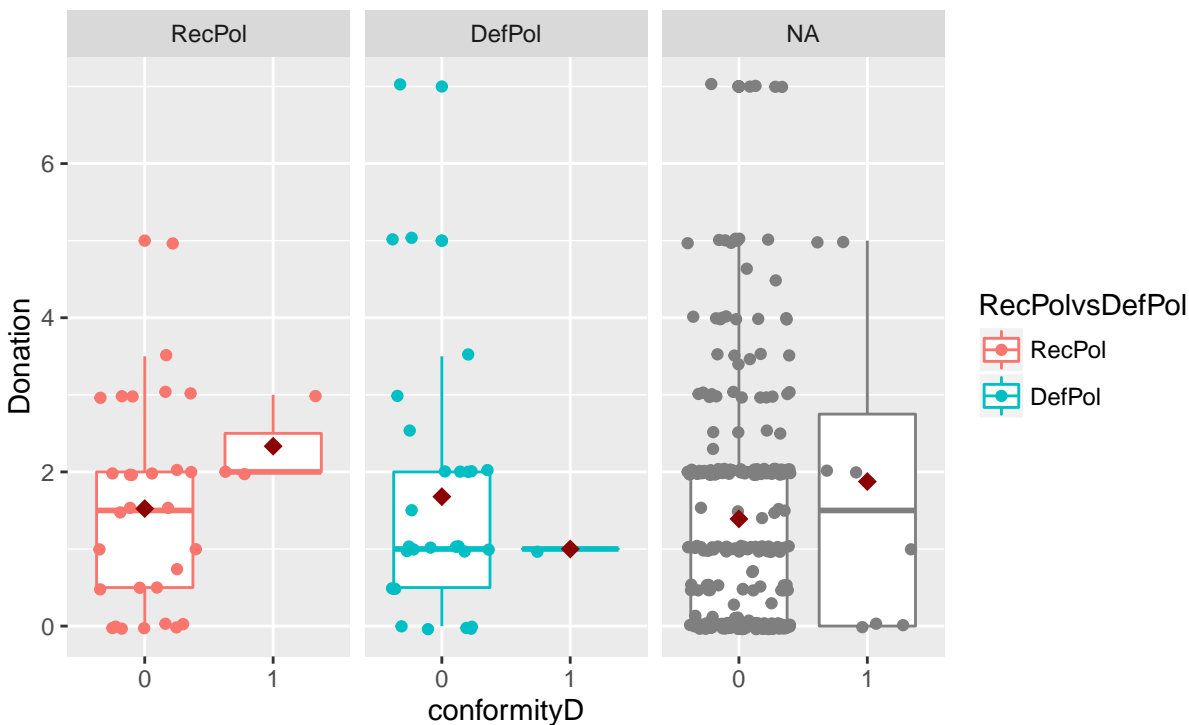 RecPol DefPol NA
6
4
2
0
Donation
0 1 0 1 0 1
conformityD
RecPolvsDefPol
RecPol
DefPol